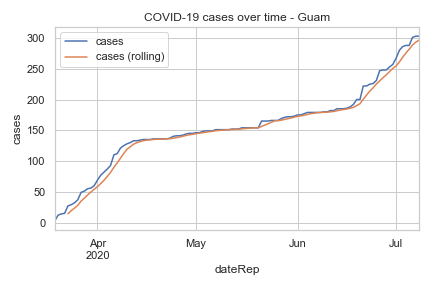 COVID-19 cases over time - Guam
cases
cases (rolling)
300
250
200
150
100
50
0
cases
Apr
2020
May
Jun
Jul
dateRep